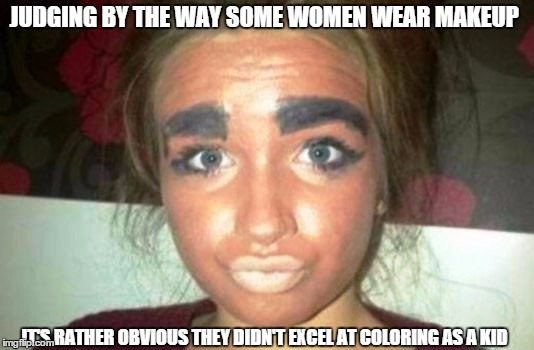 JUDGING BY THE WAY SOME WOMEN WEAR MAKEUP
IT'S RATHER OBVIOUS THEY DIDN'T EXCEL AT COLORING AS A KID
imgflip.com